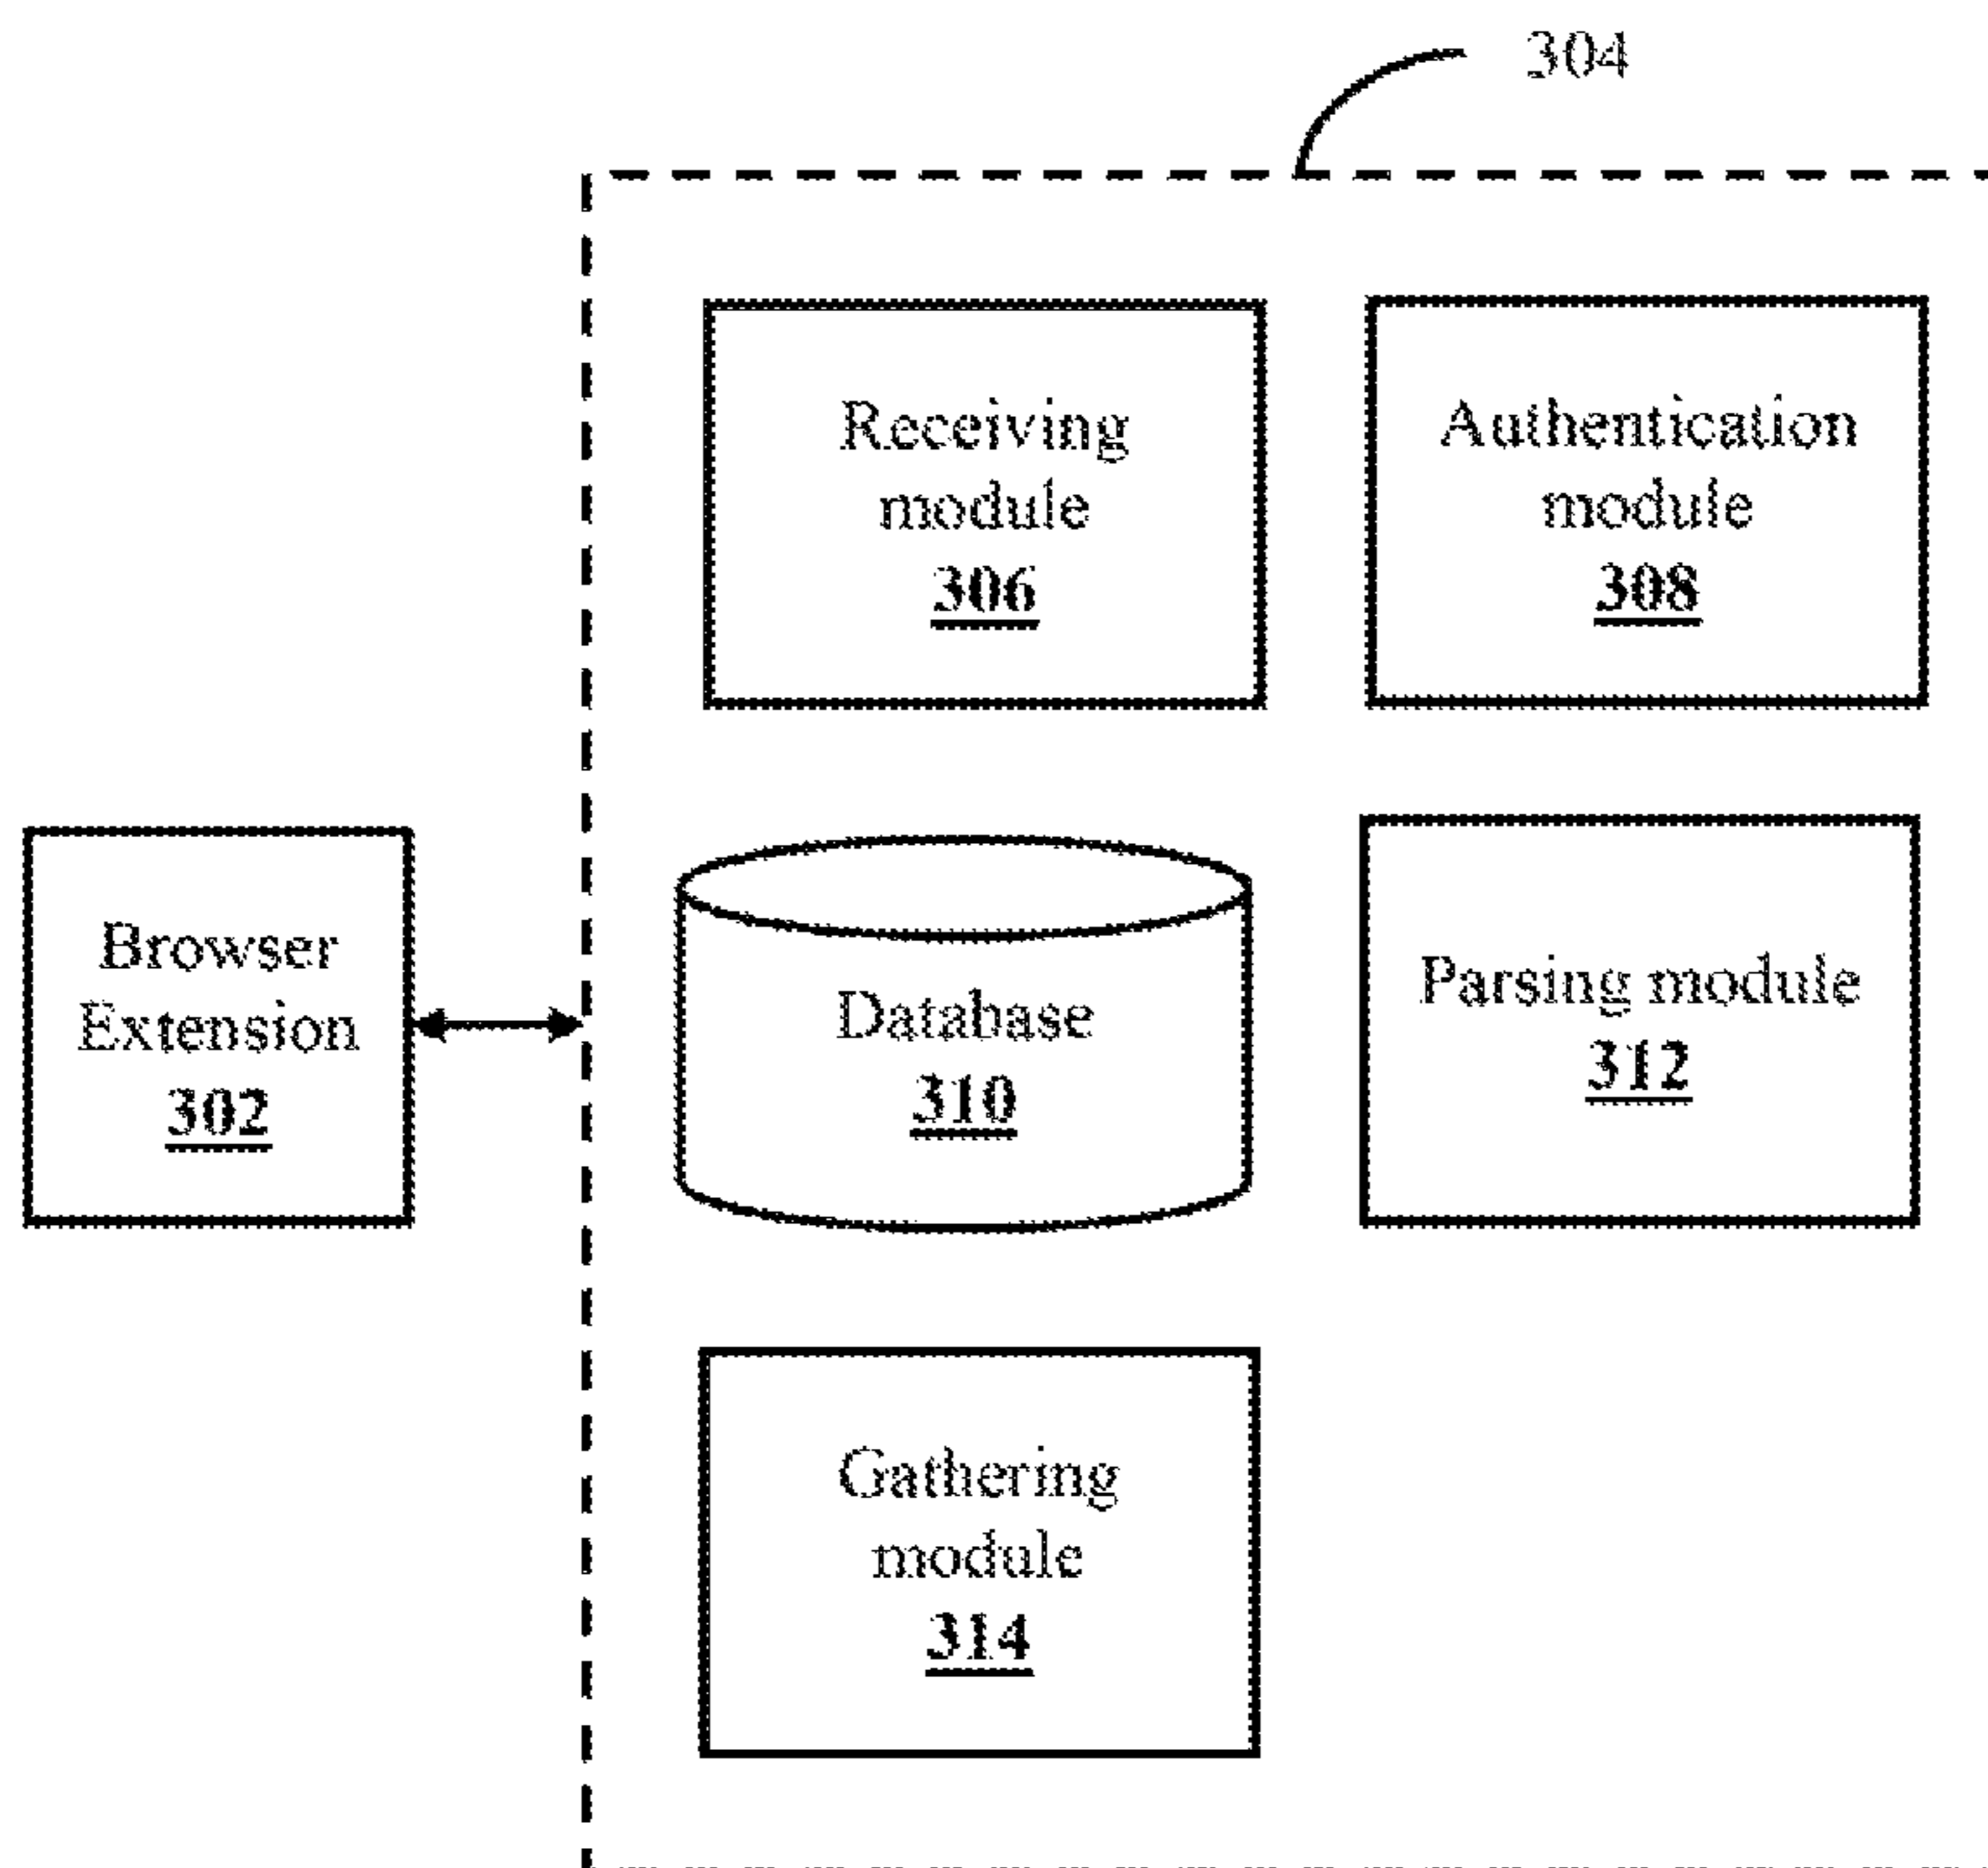 304
Receiving
module
306
Authentication
module
308
Browser
Extension
302
Database
310
Parsing module
312
Gathering
module
314